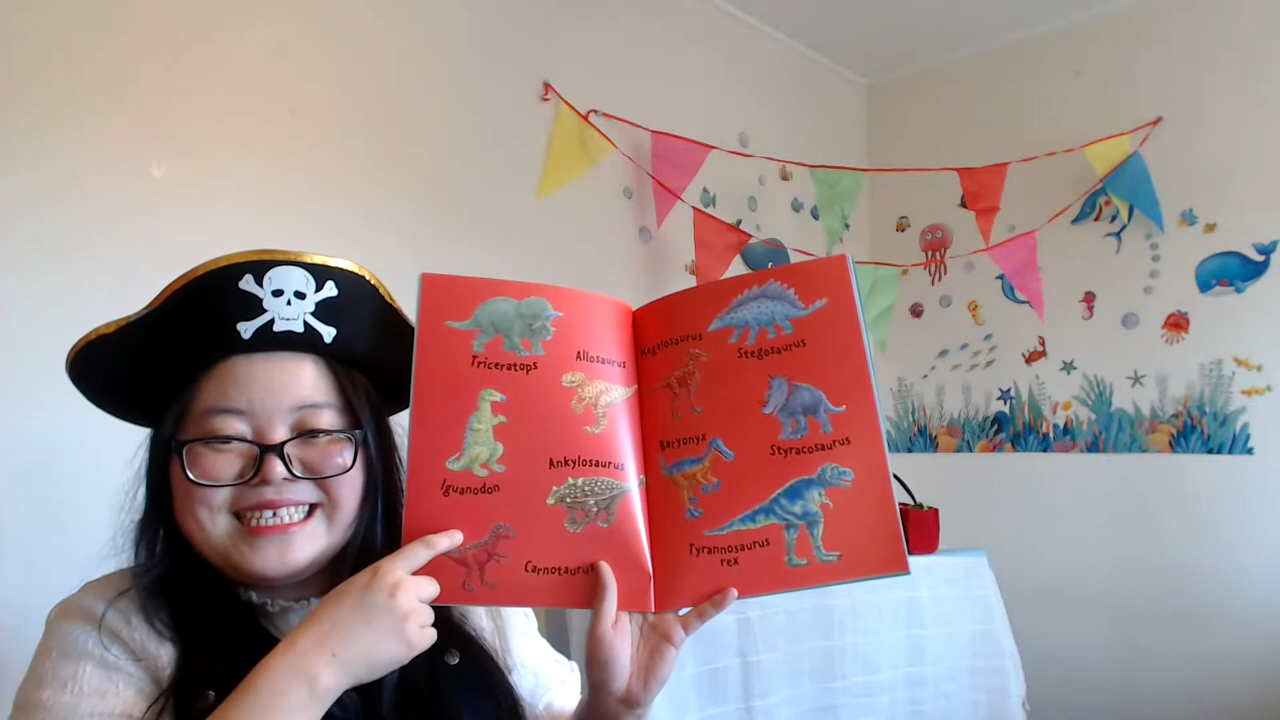 Triceratops
Allosaurus
Iguanodon
Ankylosaurus
Carnotaurus
Megalosaurus
Stegosaurus
Baryonyx
Styracosaurus
Tyrannosaurus
rex